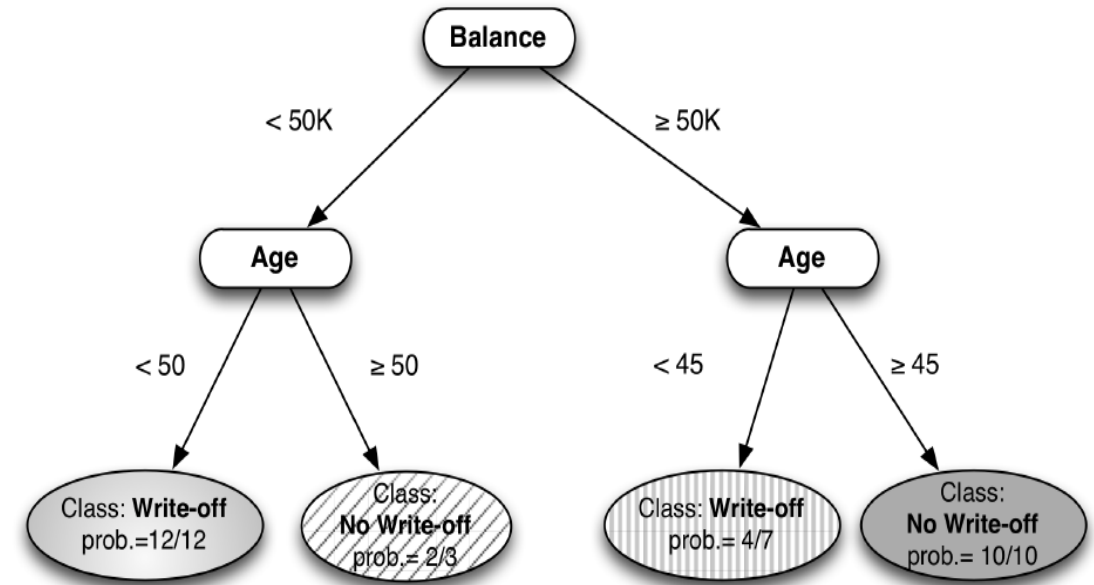 Balance
< 50K
≥ 50K
Age
Age
< 50
≥ 50
< 45
≥ 45
Class: Write-off
prob.=12/12
Class:
No Write-off
prob.= 2/3
Class: Write-off
prob.= 4/7
Class:
No Write-off
prob.= 10/10